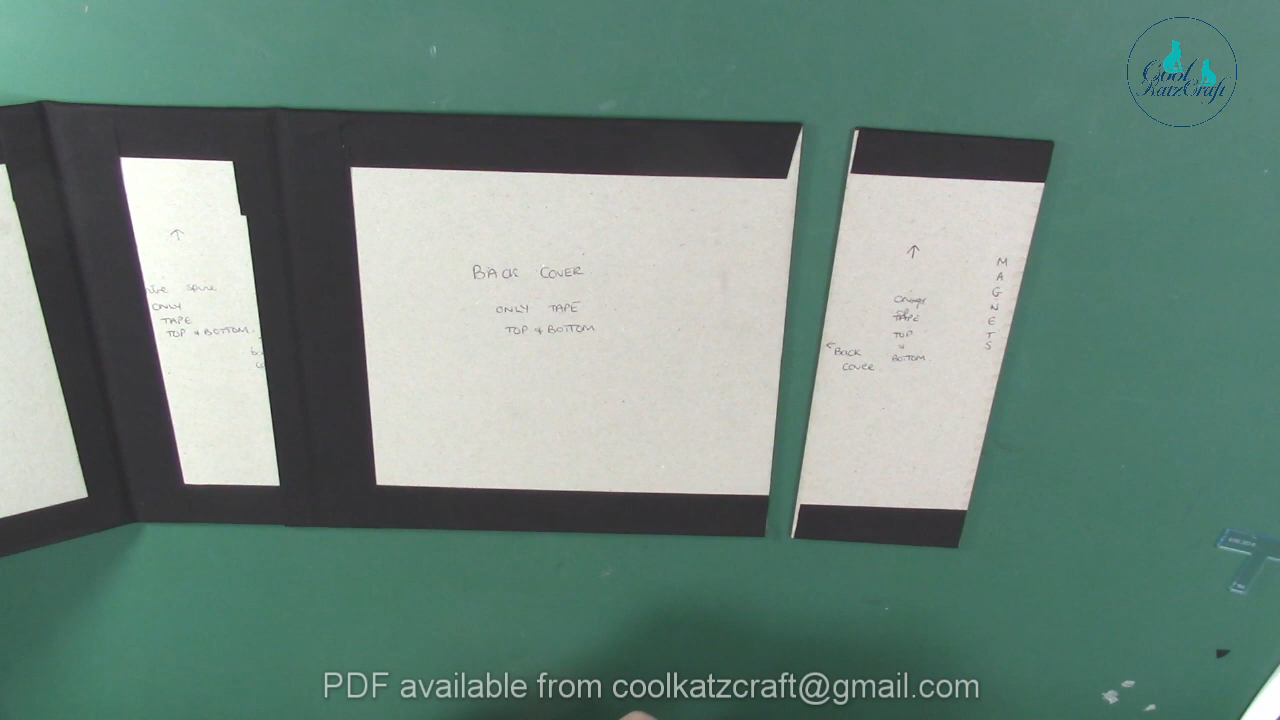 Cool
KatzCraft
↑
ONLY
TAPE
TOP & BOTTOM.
BACK COVER
ONLY TAPE
TOP & BOTTOM
↑
TAPE
TOP
&
BOTTOM
BACK
COVER
MAGNETS
PDF available from coolkatzcraft@gmail.com